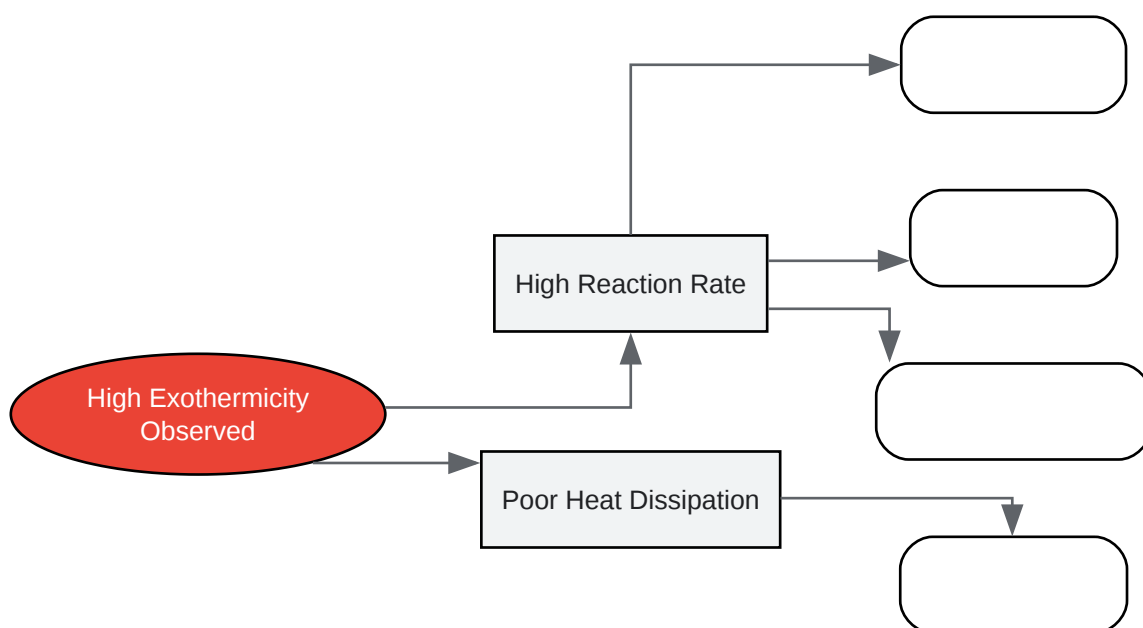 High Reaction Rate
High Exothermicity
Observed
Poor Heat Dissipation